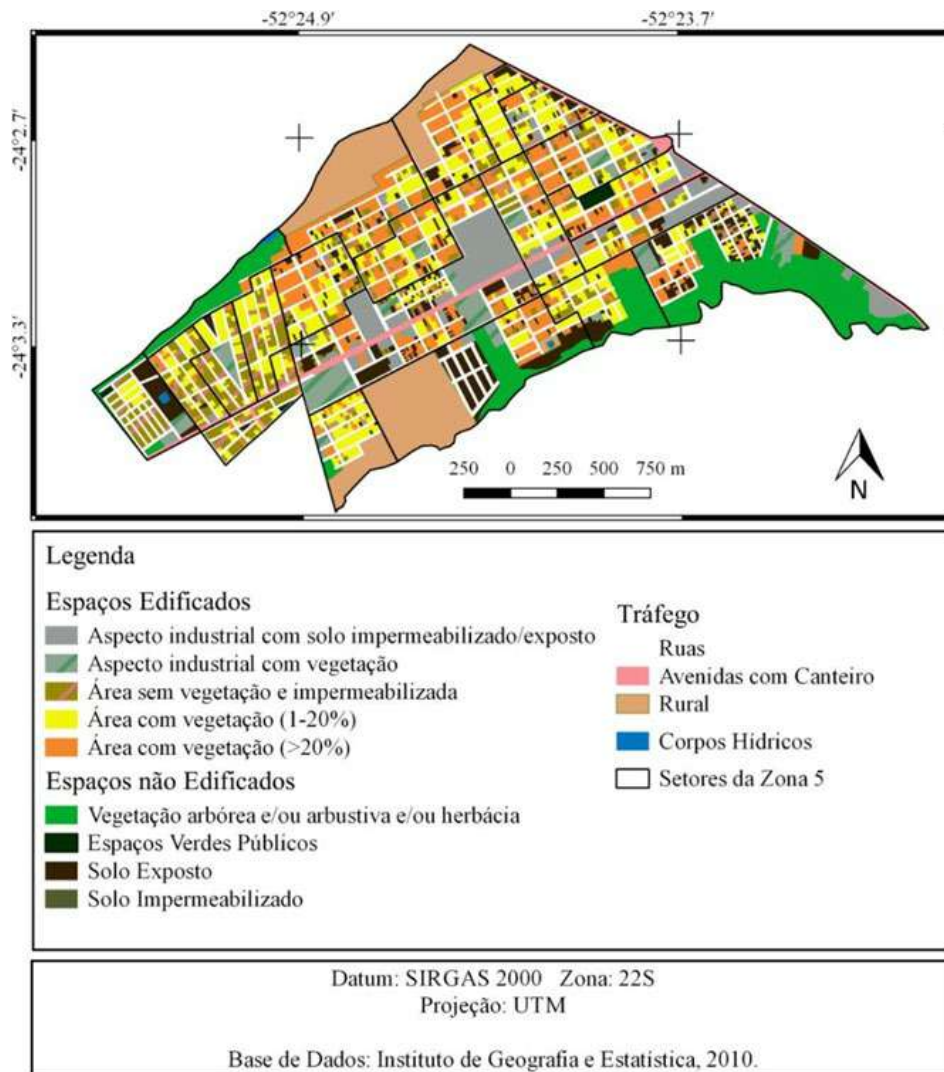 -52°24.9' -52°23.7'
-24°2.7'
-24°3.3'
250 0 250 500 750 m
N
Legenda
Espaços Edificados
Aspecto industrial com solo impermeabilizado/exposto
Aspecto industrial com vegetação
Área sem vegetação e impermeabilizada
Área com vegetação (1-20%)
Área com vegetação (>20%)
Espaços não Edificados
Vegetação arbórea e/ou arbustiva e/ou herbácia
Espaços Verdes Públicos
Solo Exposto
Solo Impermeabilizado
Tráfego
Ruas
Avenidas com Canteiro
Rural
Corpos Hídricos
Setores da Zona 5
Datum: SIRGAS 2000 Zona: 22S
Projeção: UTM
Base de Dados: Instituto de Geografia e Estatística, 2010.